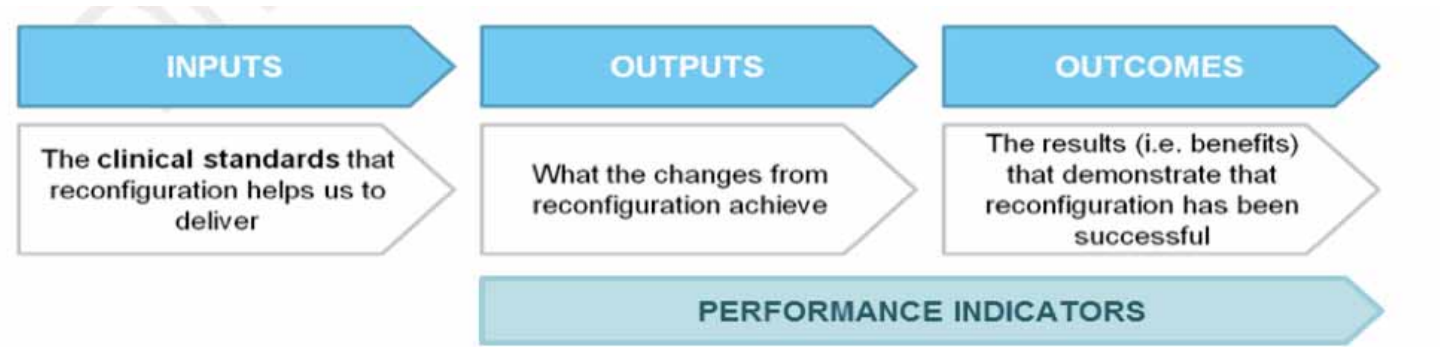 INPUTS
OUTPUTS
OUTCOMES
The clinical standards that
reconfiguration helps us to
deliver
What the changes from
reconfiguration achieve
The results (i.e. benefits)
that demonstrate that
reconfiguration has been
successful
PERFORMANCE INDICATORS